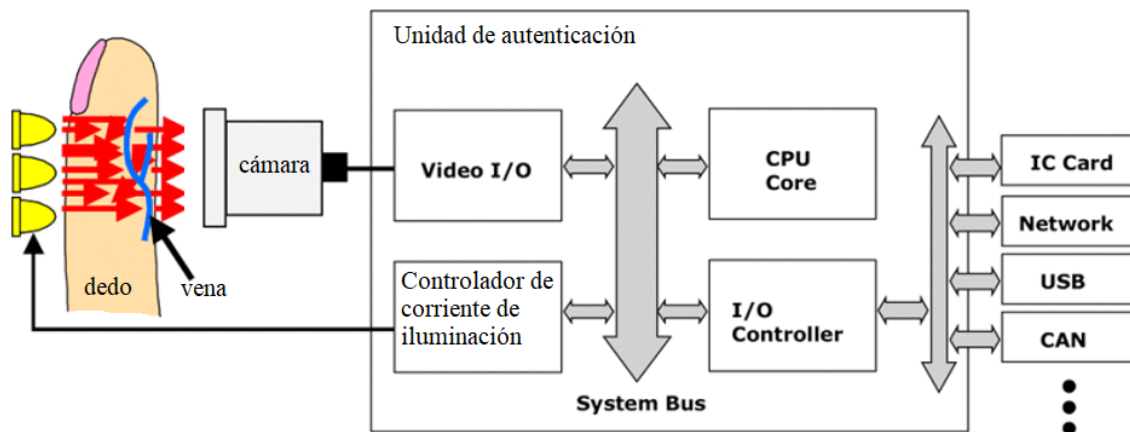 Unidad de autenticación
cámara
Video I/O
CPU
Core
IC Card
Network
dedo
vena
Controlador de
corriente de
iluminación
I/O
Controller
USB
CAN
System Bus